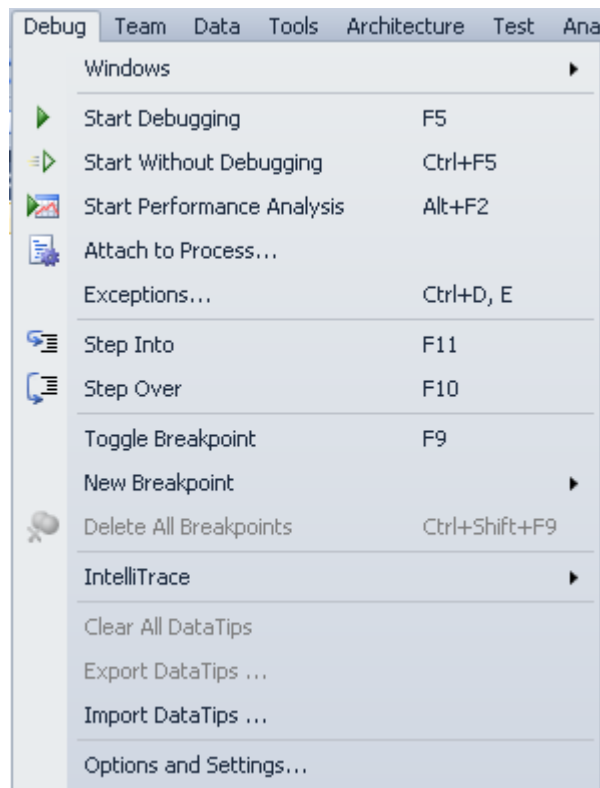 Debug Team Data Tools Architecture Test Ana
Windows
Start Debugging F5
Start Without Debugging Ctrl+F5
Start Performance Analysis Alt+F2
Attach to Process...
Exceptions... Ctrl+D, E
Step Into F11
Step Over F10
Toggle Breakpoint F9
New Breakpoint
Delete All Breakpoints Ctrl+Shift+F9
IntelliTrace
Clear All DataTips
Export DataTips ...
Import DataTips ...
Options and Settings...